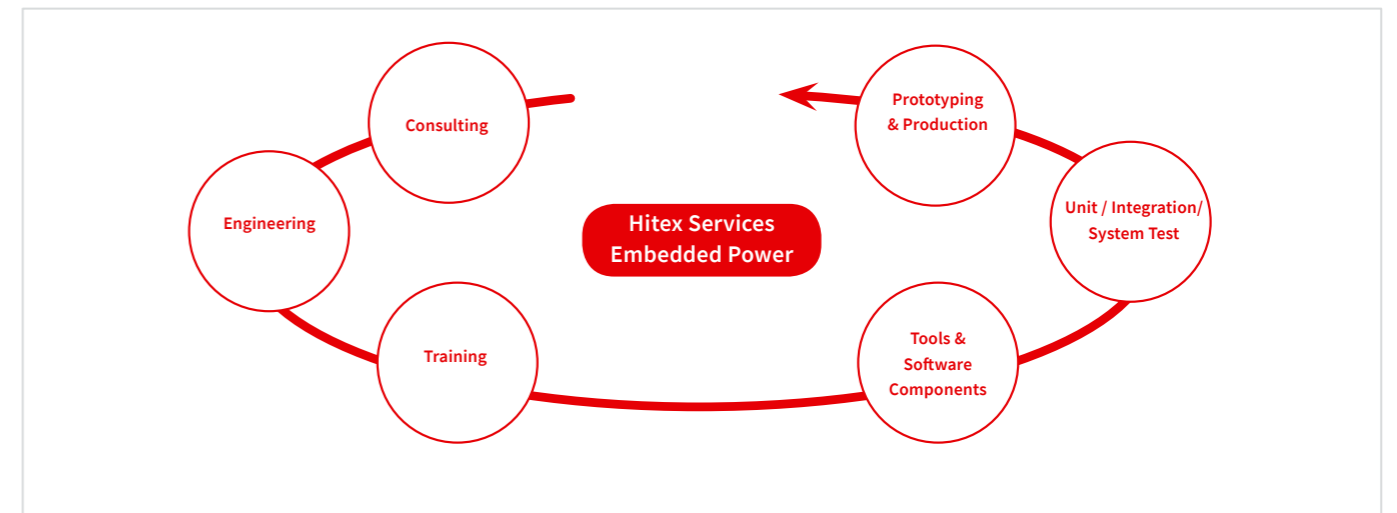 Consulting
Prototyping
& Production
Engineering
Hitex Services
Embedded Power
Unit / Integration/
System Test
Training
Tools &
Software
Components